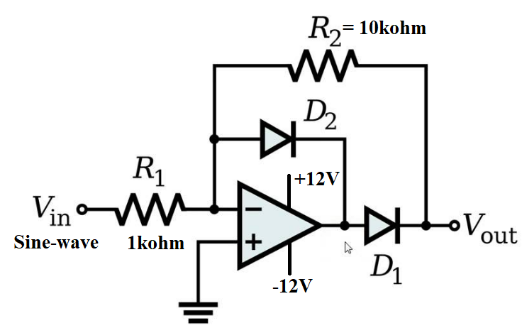 R2= 10kohm
D2
R1
+12V
Vin
−
Vout
Sine-wave
1kohm
+
D1
-12V